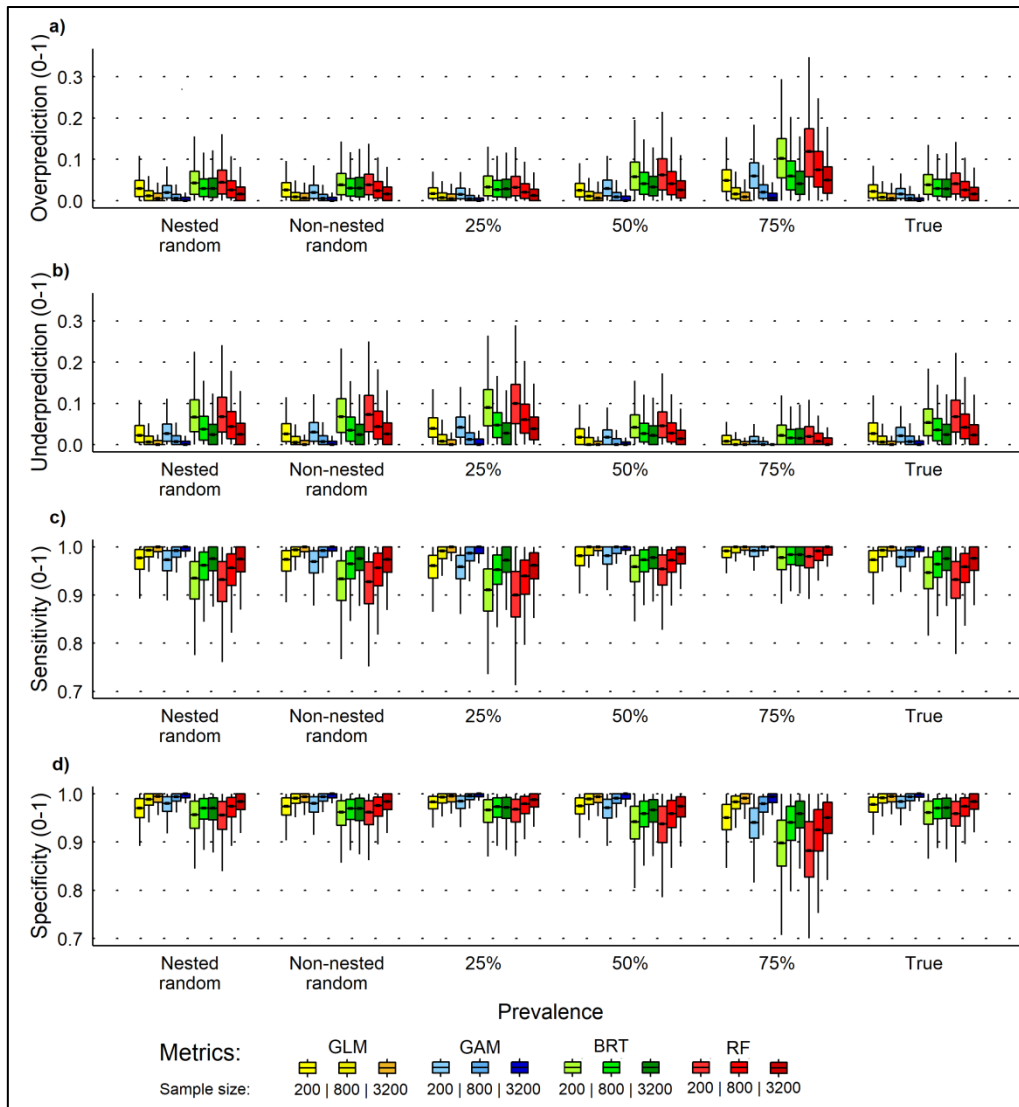 a)
Overprediction (0-1)
0.3
0.2
0.1
0.0
Nested random
Non-nested random
25%
50%
75%
True
b)
Underprediction (0-1)
0.3
0.2
0.1
0.0
Nested random
Non-nested random
25%
50%
75%
True
c)
Sensitivity (0-1)
1.0
0.9
0.8
0.7
Nested random
Non-nested random
25%
50%
75%
True
d)
Specificity (0-1)
1.0
0.9
0.8
0.7
Nested random
Non-nested random
25%
50%
75%
True
Prevalence
Metrics: GLM GAM BRT RF
Sample size: 200 | 800 | 3200 200 | 800 | 3200 200 | 800 | 3200 200 | 800 | 3200